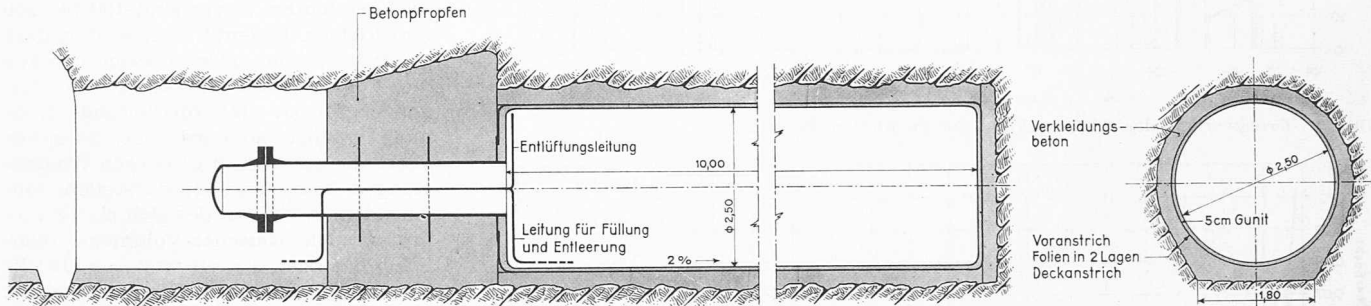 Betonpfropfen
Entlüftungsleitung
10,00
ϕ 2,50
Leitung für Füllung
und Entleerung
2 %
Verkleidungs-
beton
ϕ 2,50
5cm Gunit
Voranstrich
Folien in 2 Lagen
Deckanstrich
1,80